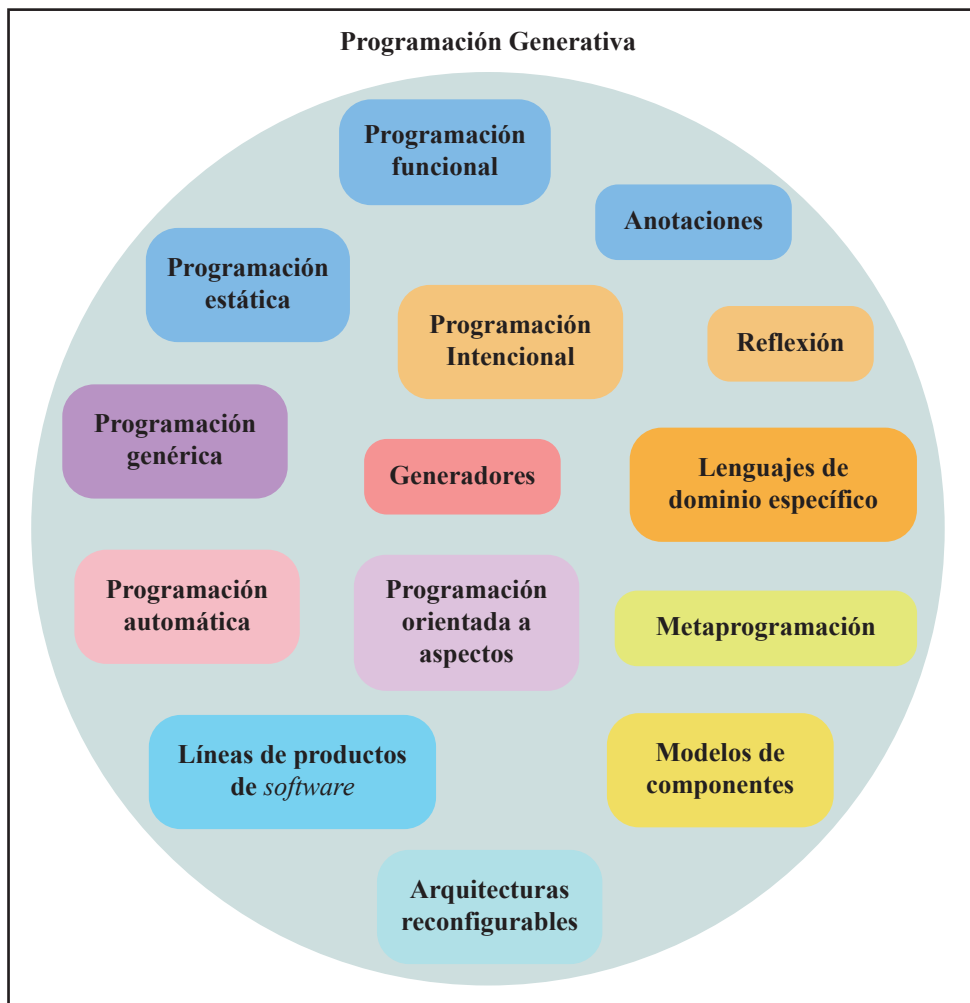 Programación Generativa
Programación
funcional
Anotaciones
Programación
estática
Programación
Intencional
Reflexión
Programación
genérica
Generadores
Lenguajes de
dominio específico
Programación
automática
Programación
orientada a
aspectos
Metaprogramación
Líneas de productos
de software
Modelos de
componentes
Arquitecturas
reconfigurables